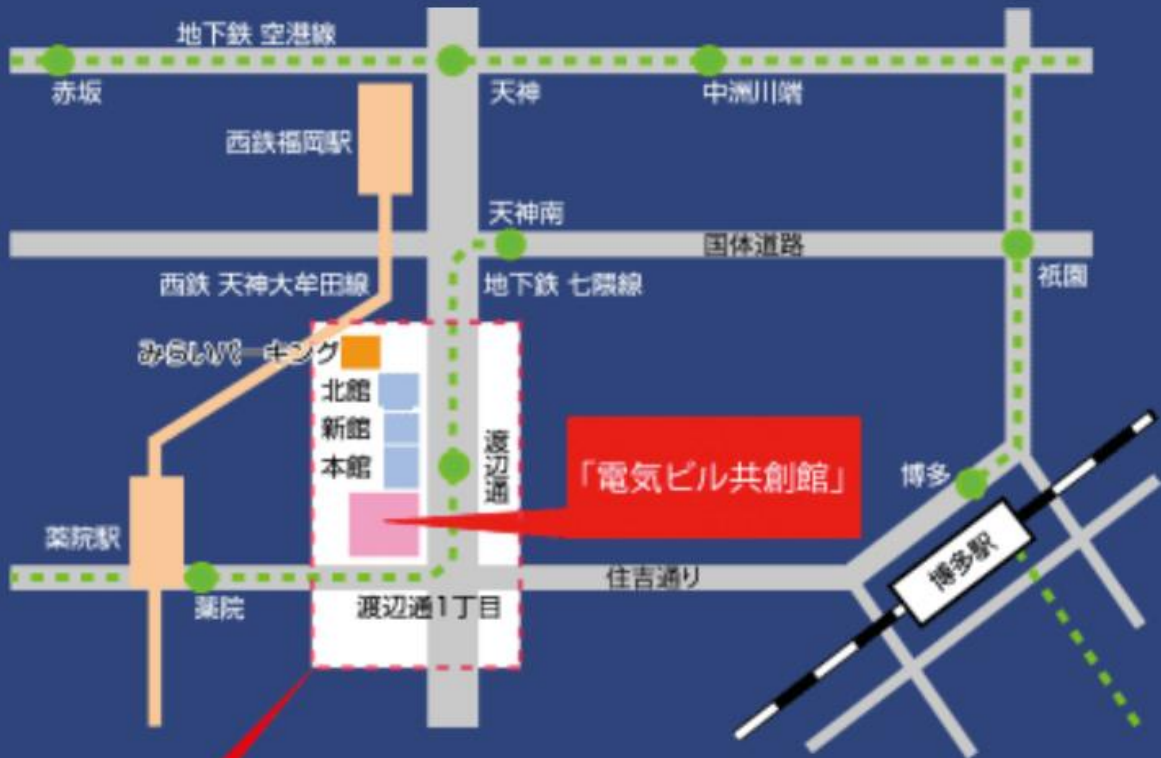 地下鉄 空港線
赤坂
天神
中洲川端
西鉄福岡駅
天神南
国体道路
西鉄 天神大牟田線
地下鉄 七隈線
祇園
みらいパーキング
北館
新館
本館
渡辺通
「電気ビル共創館」
博多
薬院駅
博多駅
住吉通り
薬院
渡辺通1丁目